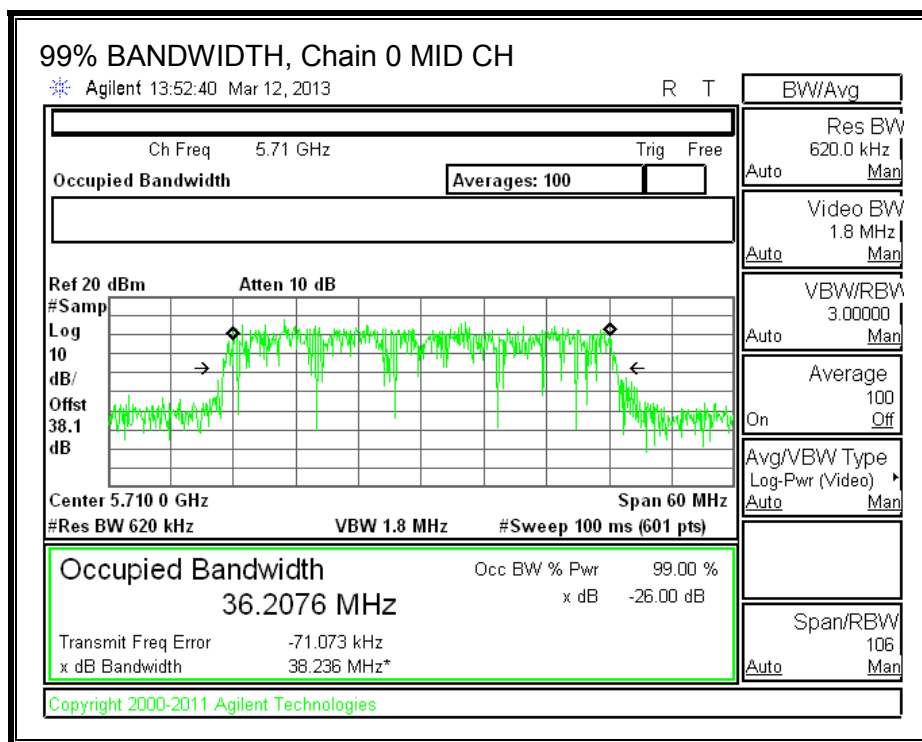 99% BANDWIDTH, Chain 0 MID CH
Agilent 13:52:40 Mar 12, 2013 R T
Ch Freq 5.71 GHz Trig Free
Occupied Bandwidth Averages: 100
Ref 20 dBm Atten 10 dB
#Samp
Log
10
dB/
Offst
38.1
dB
Center 5.710 0 GHz Span 60 MHz
#Res BW 620 kHz VBW 1.8 MHz #Sweep 100 ms (601 pts)
Occupied Bandwidth Occ BW % Pwr 99.00 %
36.2076 MHz x dB -26.00 dB
Transmit Freq Error -71.073 kHz
x dB Bandwidth 38.236 MHz*
Copyright 2000-2011 Agilent Technologies
BW/Avg
Res BW
620.0 kHz
Auto Man
Video BW
1.8 MHz
Auto Man
VBW/RBW
3.00000
Auto Man
Average
100
On Off
Avg/VBW Type
Log-Pwr (Video)
Auto Man
Span/RBW
106
Auto Man